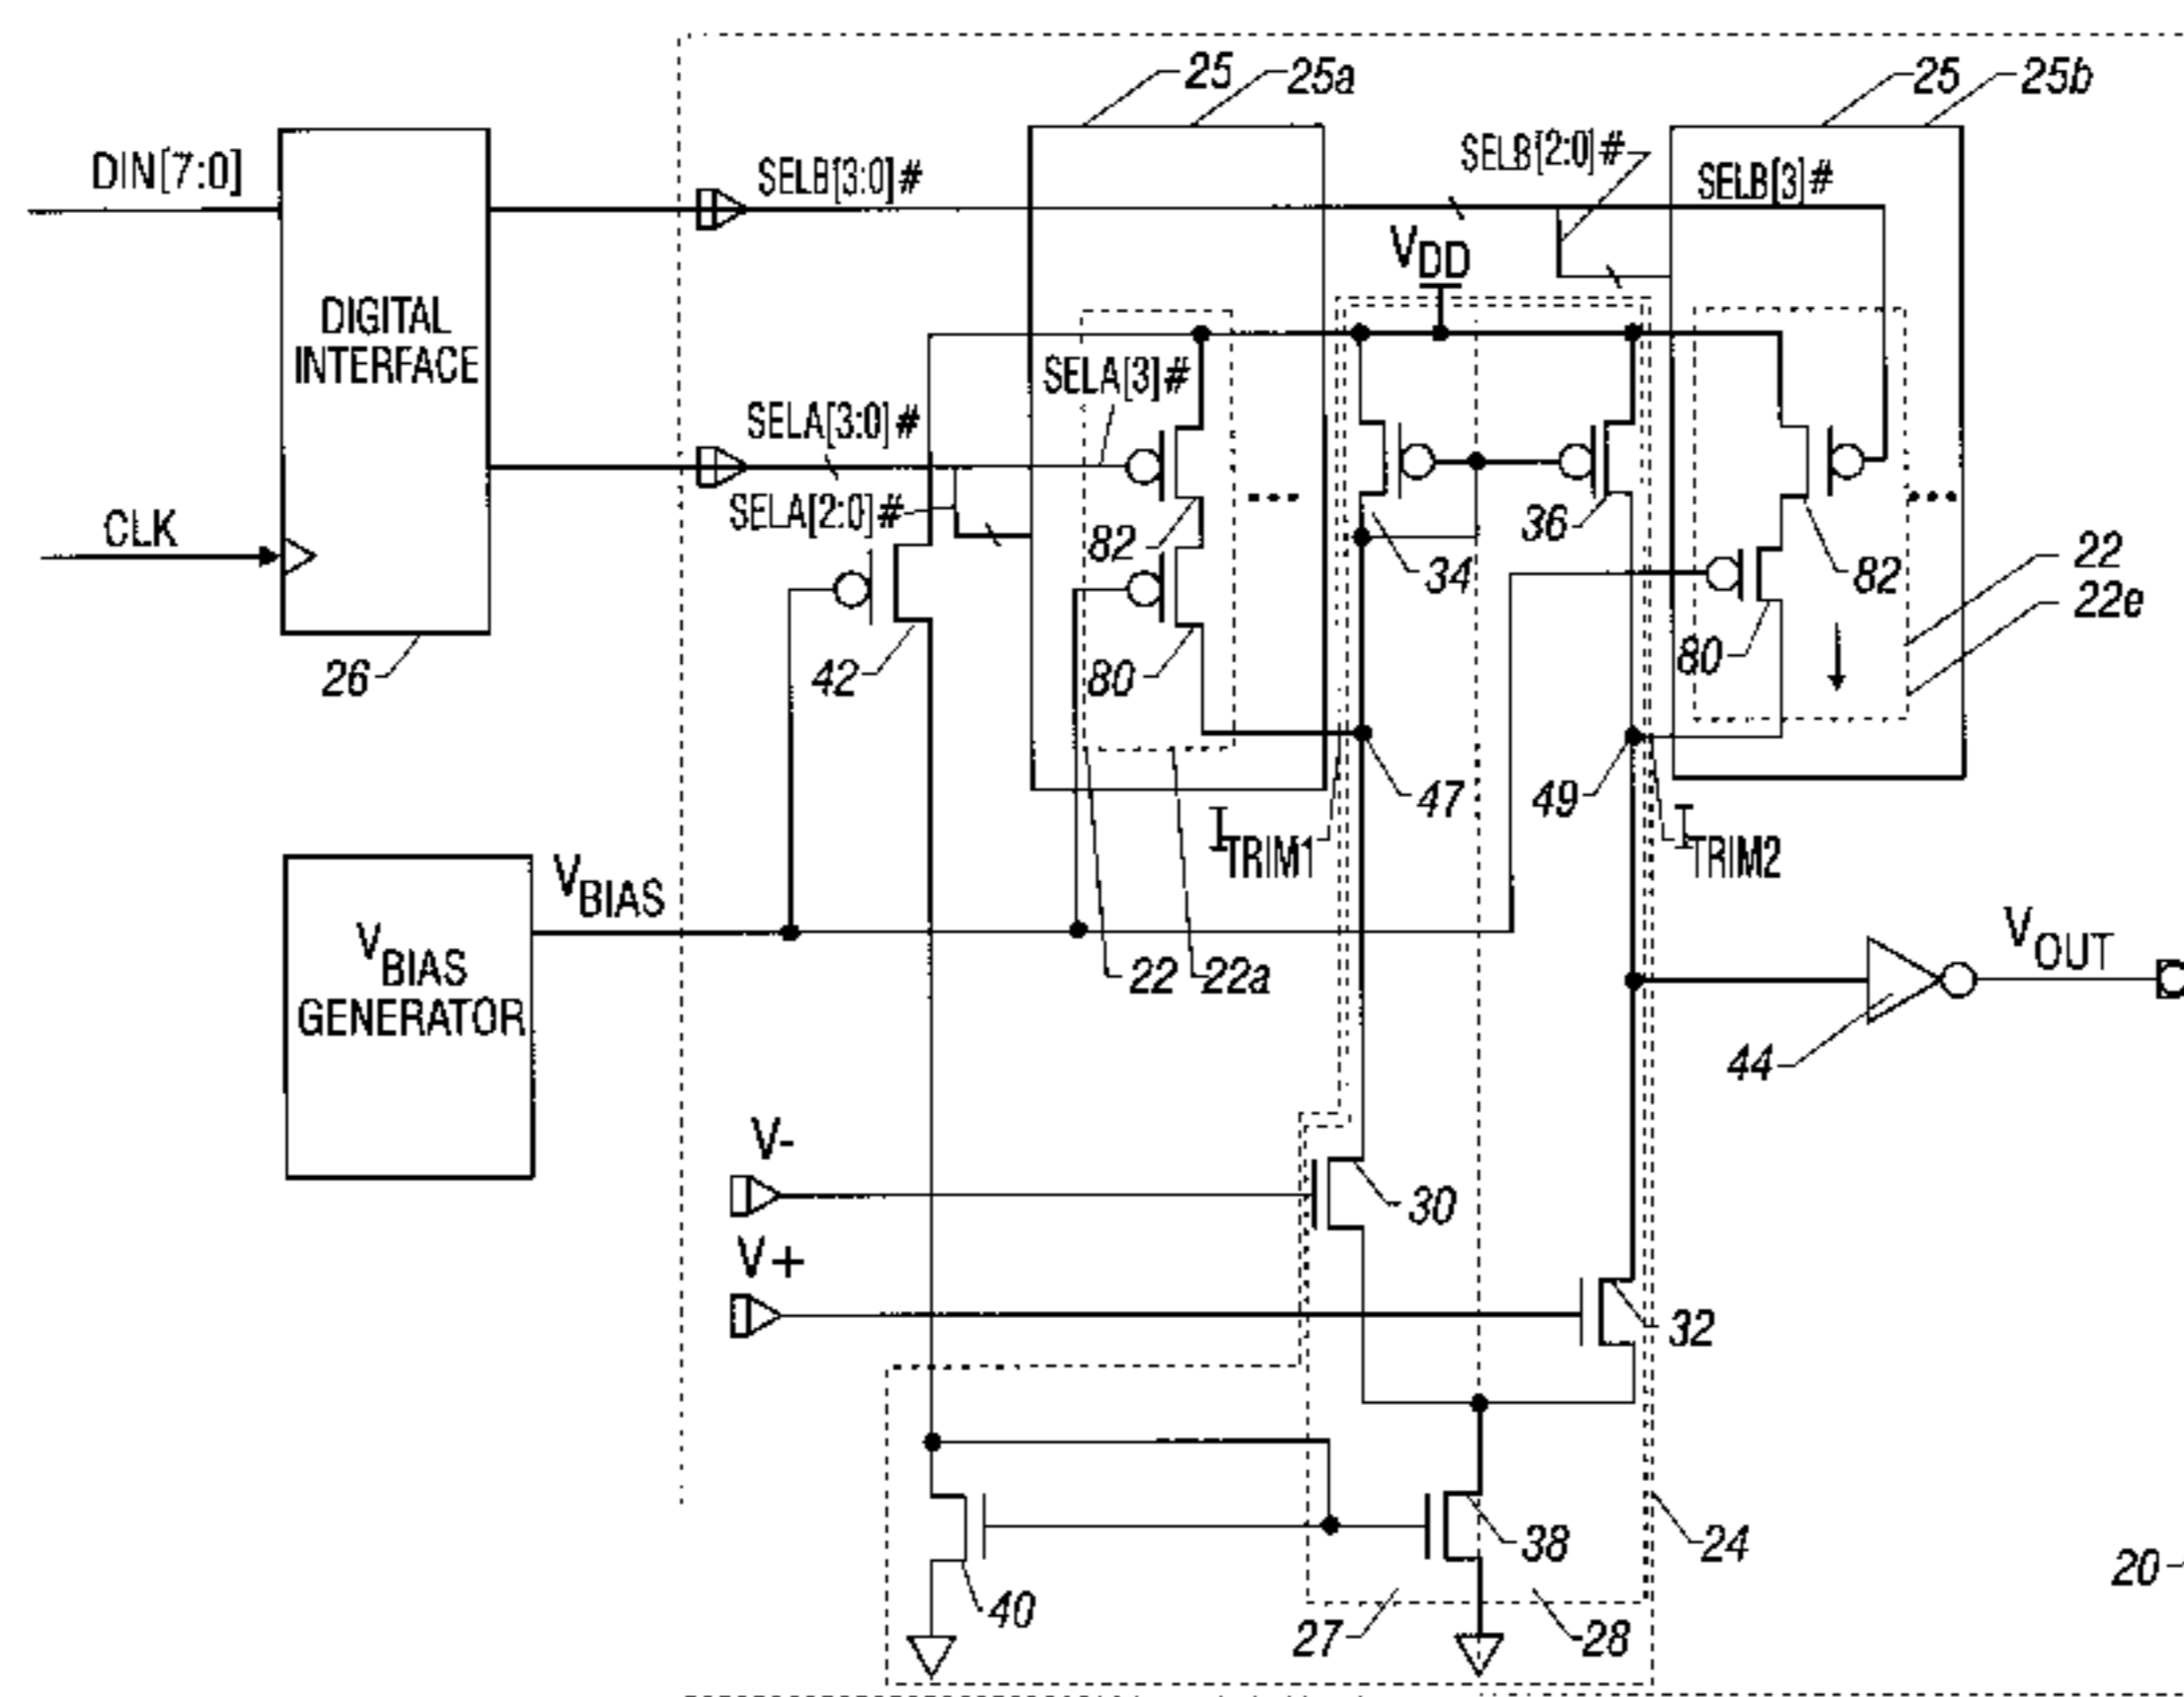 25
25a
25
25b
DIN[7:0]
SELB[3:0]#
SELB[2:0]#
SELB[3]#
VDD
DIGITAL
INTERFACE
SELA[3]#
SELA[3:0]#
SELA[2:0]#
CLK
82
34
36
82
22
22e
26
42
80
80
47
49
ITRIM1
ITRIM2
VBIAS
VBIAS
GENERATOR
22
22a
VOUT
44
V-
30
V+
32
38
24
20
40
27
28